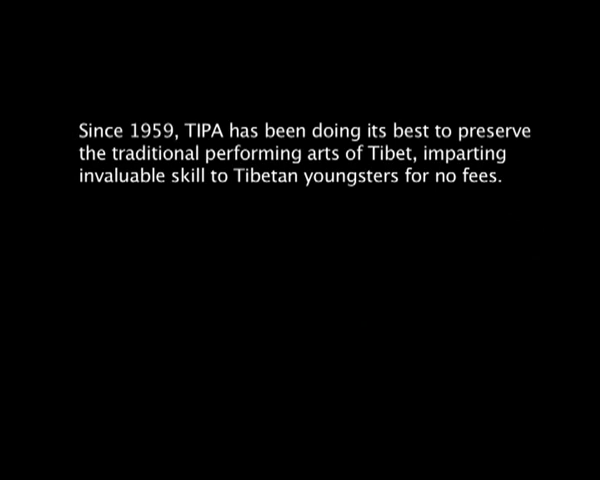 Since 1959, TIPA has been doing its best to preserve
the traditional performing arts of Tibet, imparting
invaluable skill to Tibetan youngsters for no fees.